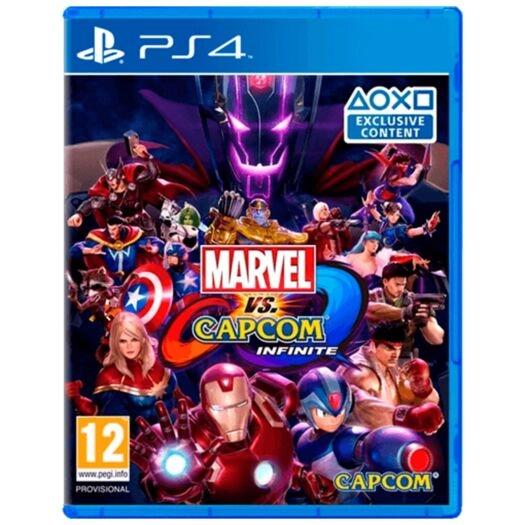 PS4
EXCLUSIVE
CONTENT
MARVEL
VS.
CAPCOM
INFINITE
12
www.pegi.info
PROVISIONAL
CAPCOM